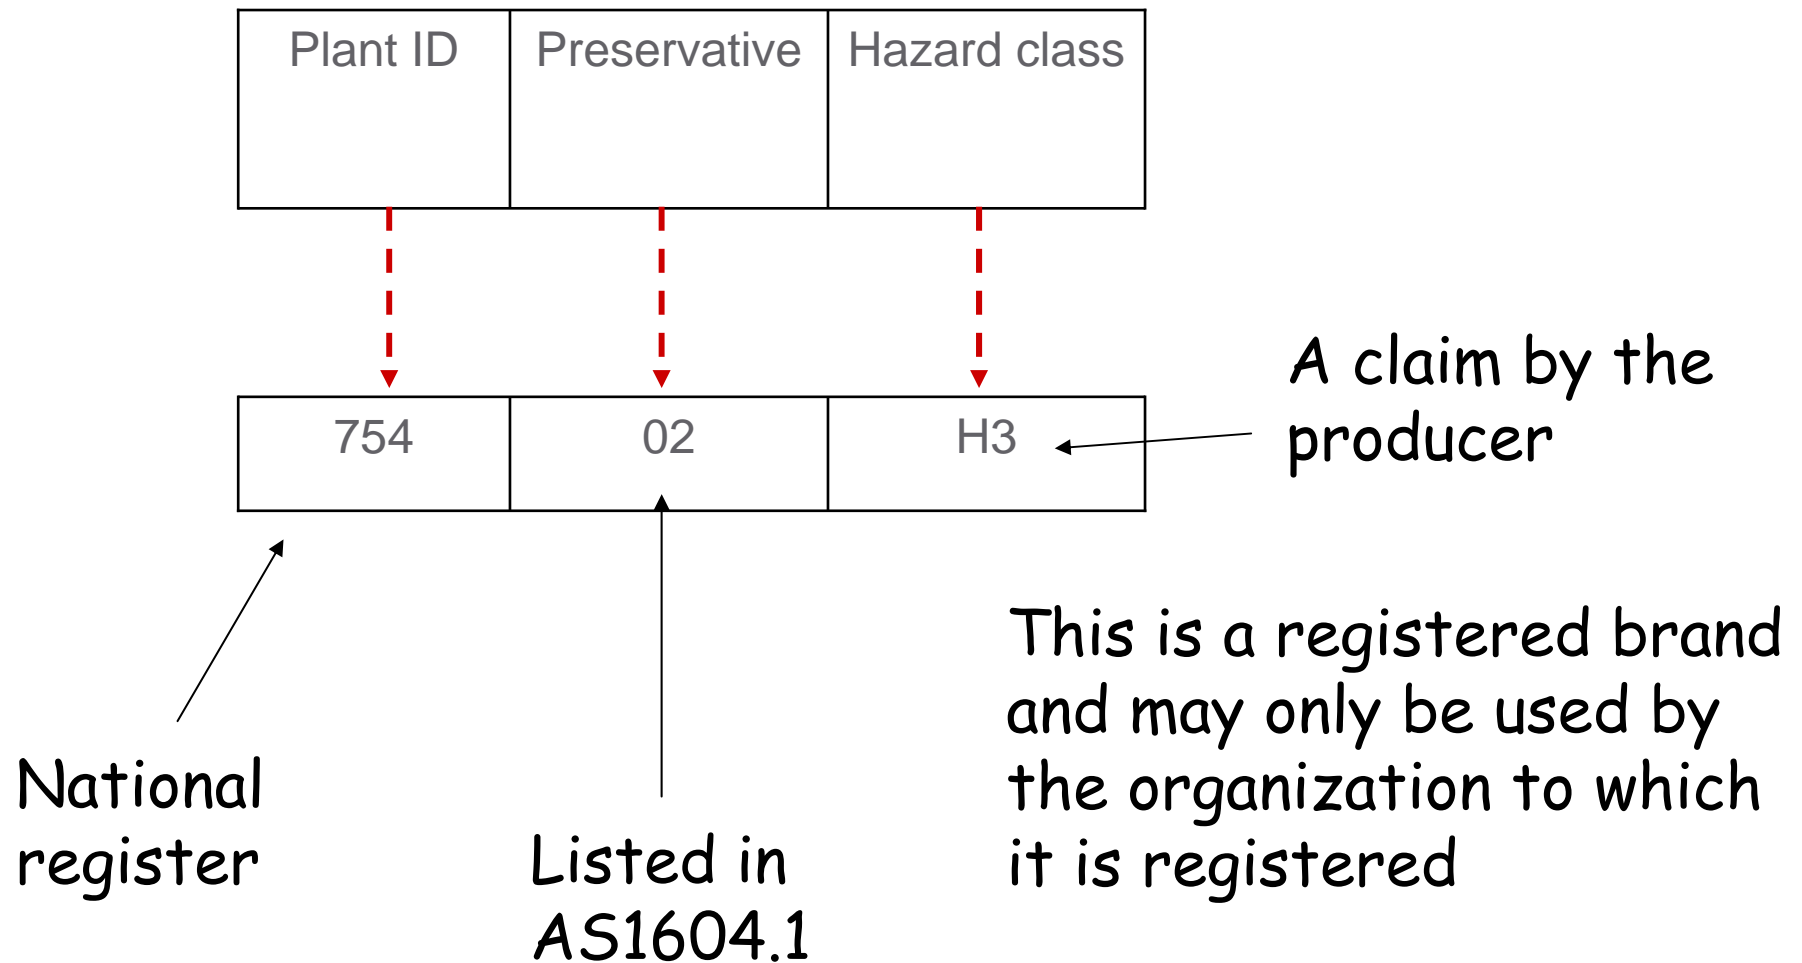 Plant ID
Preservative
Hazard class
754
02
H3
A claim by the
producer
This is a registered brand
and may only be used by
the organization to which
it is registered
National
register
Listed in
AS1604.1